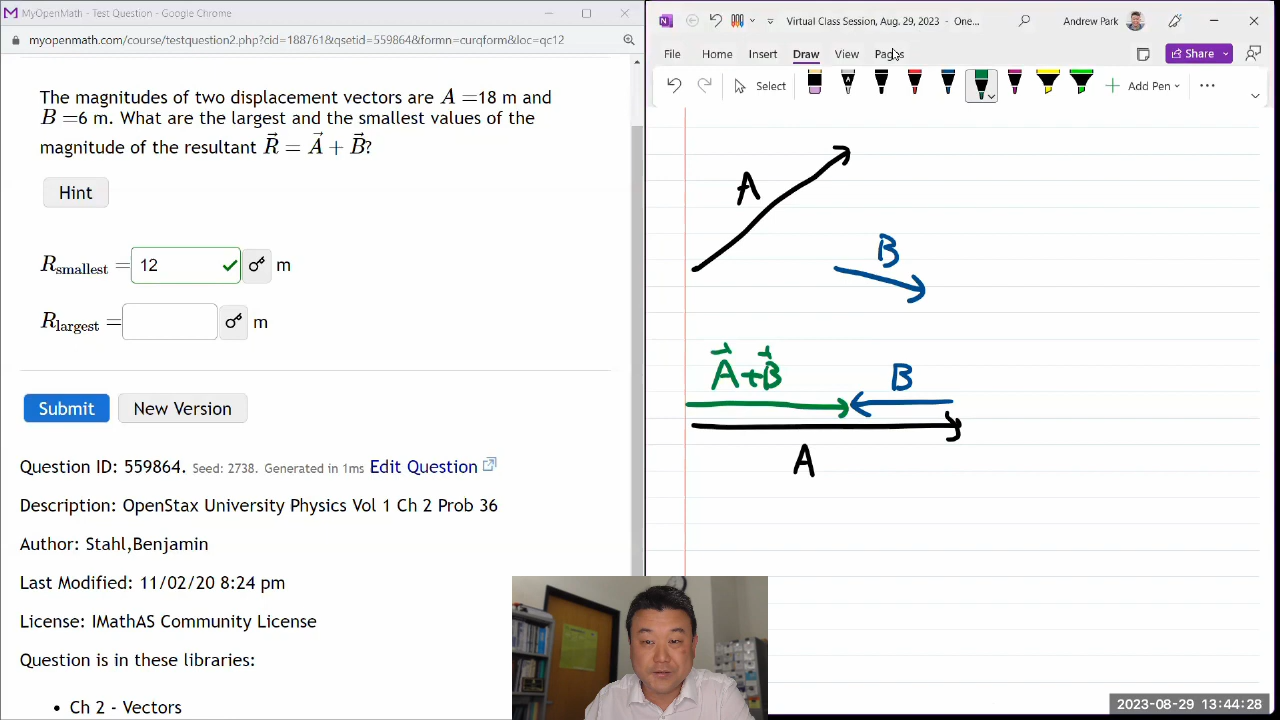 MyOpenMath - Test Question - Google Chrome
myopenmath.com/course/testquestion2.php?cid=188761&qsetid=559864&formn=curqform&loc=qc12
The magnitudes of two displacement vectors are A =18 m and
B =6 m. What are the largest and the smallest values of the
magnitude of the resultant R⃗ = A⃗ + B⃗?
Hint
Rsmallest = 12 m
Rlargest = m
Submit New Version
Question ID: 559864. Seed: 2738. Generated in 1ms Edit Question
Description: OpenStax University Physics Vol 1 Ch 2 Prob 36
Author: Stahl,Benjamin
Last Modified: 11/02/20 8:24 pm
License: IMathAS Community License
Question is in these libraries:
• Ch 2 - Vectors
Virtual Class Session, Aug. 29, 2023 - One... Andrew Park
File Home Insert Draw View Pages Share
Select Add Pen
A
B
A⃗+B⃗ B
A
2023-08-29 13:44:28